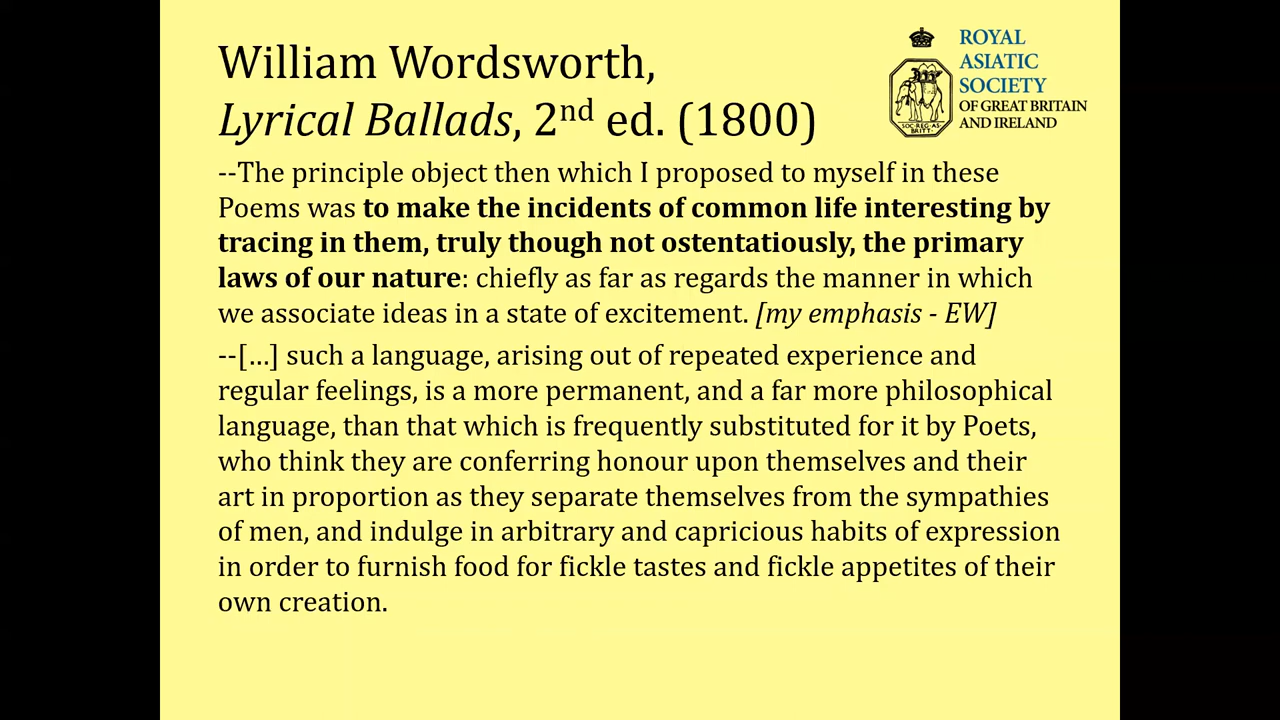 William Wordsworth,
Lyrical Ballads, 2nd ed. (1800)
ROYAL
ASIATIC
SOCIETY
OF GREAT BRITAIN
AND IRELAND
SOC·REG·AS·
BRITT·
--The principle object then which I proposed to myself in these
Poems was to make the incidents of common life interesting by
tracing in them, truly though not ostentatiously, the primary
laws of our nature: chiefly as far as regards the manner in which
we associate ideas in a state of excitement. [my emphasis - EW]
--[…] such a language, arising out of repeated experience and
regular feelings, is a more permanent, and a far more philosophical
language, than that which is frequently substituted for it by Poets,
who think they are conferring honour upon themselves and their
art in proportion as they separate themselves from the sympathies
of men, and indulge in arbitrary and capricious habits of expression
in order to furnish food for fickle tastes and fickle appetites of their
own creation.